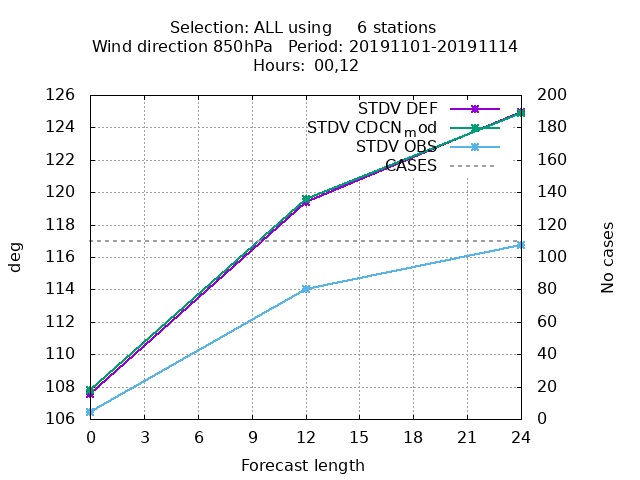 Selection: ALL using 6 stations
Wind direction 850hPa Period: 20191101-20191114
Hours: 00,12
126 200
STDV DEF
124 180
STDV CDCNmod
STDV OBS
122 160
CASES
120 140
118 120
116 100
114 80
112 60
110 40
108 20
106 0
deg
No cases
0 3 6 9 12 15 18 21 24
Forecast length